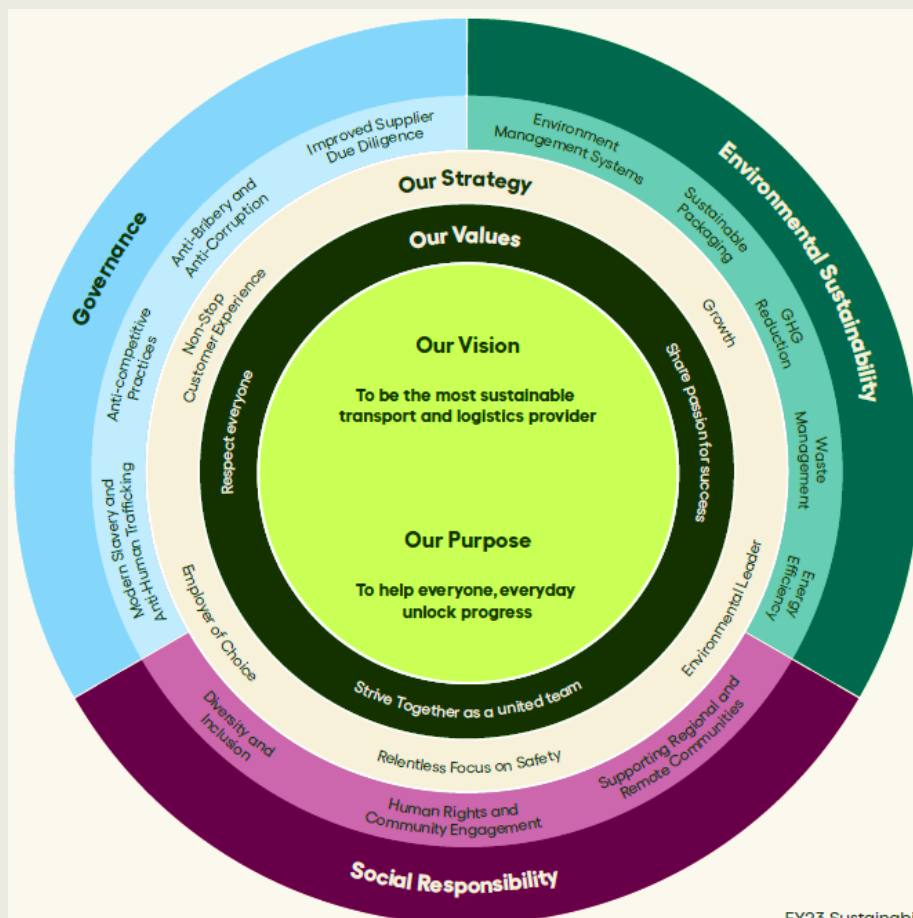 Governance
Improved Supplier
Due Diligence
Anti-Bribery and
Anti-Corruption
Anti-competitive
Practices
Modern Slavery and
Anti-Human Trafficking
Environmental Sustainability
Environment
Management Systems
Sustainable
Packaging
GHG
Reduction
Waste
Management
Energy
Efficiency
Social Responsibility
Supporting Regional and
Remote Communities
Human Rights and
Community Engagement
Diversity and
Inclusion
Our Strategy
Growth
Environmental Leader
Relentless Focus on Safety
Employer of Choice
Non-Stop
Customer Experience
Our Values
Share passion for success
Strive Together as a united team
Respect everyone
Our Vision
To be the most sustainable
transport and logistics provider
Our Purpose
To help everyone, everyday
unlock progress
FY23